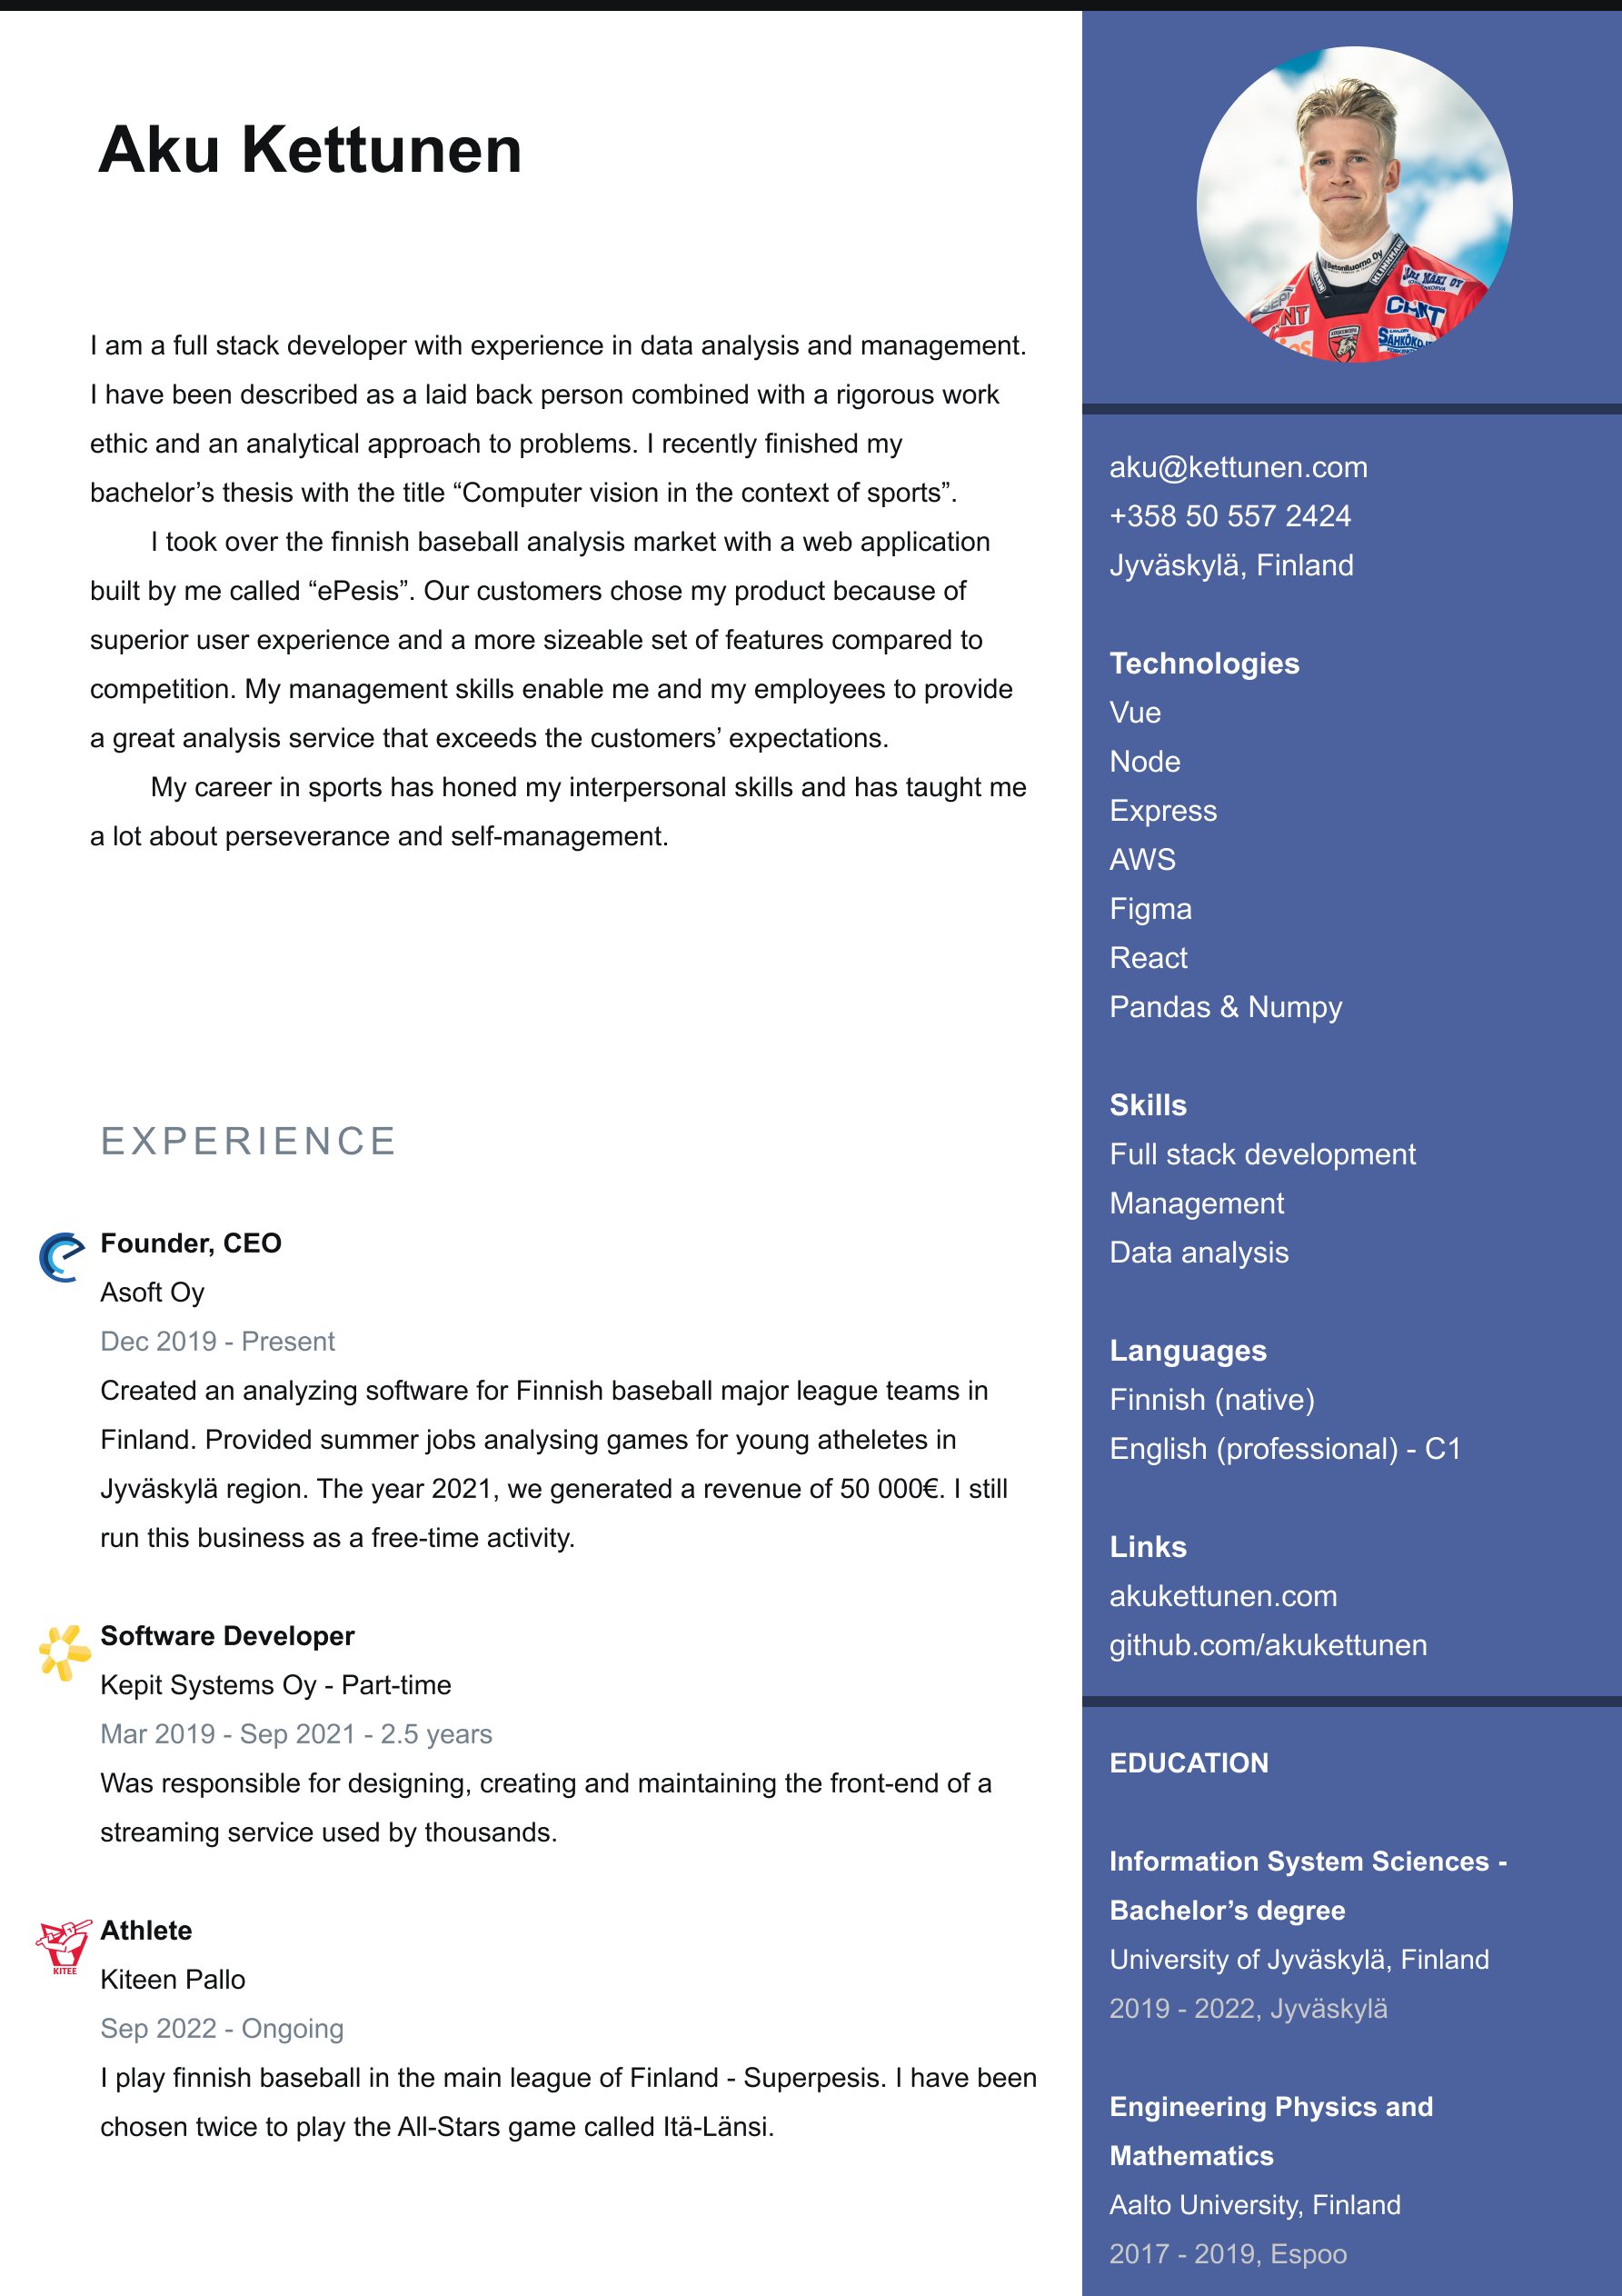 Aku Kettunen
I am a full stack developer with experience in data analysis and management.
I have been described as a laid back person combined with a rigorous work
ethic and an analytical approach to problems. I recently finished my
bachelor’s thesis with the title “Computer vision in the context of sports”.
I took over the finnish baseball analysis market with a web application
built by me called “ePesis”. Our customers chose my product because of
superior user experience and a more sizeable set of features compared to
competition. My management skills enable me and my employees to provide
a great analysis service that exceeds the customers’ expectations.
My career in sports has honed my interpersonal skills and has taught me
a lot about perseverance and self-management.
EXPERIENCE
Founder, CEO
Asoft Oy
Dec 2019 - Present
Created an analyzing software for Finnish baseball major league teams in
Finland. Provided summer jobs analysing games for young atheletes in
Jyväskylä region. The year 2021, we generated a revenue of 50 000€. I still
run this business as a free-time activity.
Software Developer
Kepit Systems Oy - Part-time
Mar 2019 - Sep 2021 - 2.5 years
Was responsible for designing, creating and maintaining the front-end of a
streaming service used by thousands.
KITEE
Athlete
Kiteen Pallo
Sep 2022 - Ongoing
I play finnish baseball in the main league of Finland - Superpesis. I have been
chosen twice to play the All-Stars game called Itä-Länsi.
Betoniluoma Oy
aku@kettunen.com
+358 50 557 2424
Jyväskylä, Finland
Technologies
Vue
Node
Express
AWS
Figma
React
Pandas & Numpy
Skills
Full stack development
Management
Data analysis
Languages
Finnish (native)
English (professional) - C1
Links
akukettunen.com
github.com/akukettunen
EDUCATION
Information System Sciences -
Bachelor’s degree
University of Jyväskylä, Finland
2019 - 2022, Jyväskylä
Engineering Physics and
Mathematics
Aalto University, Finland
2017 - 2019, Espoo